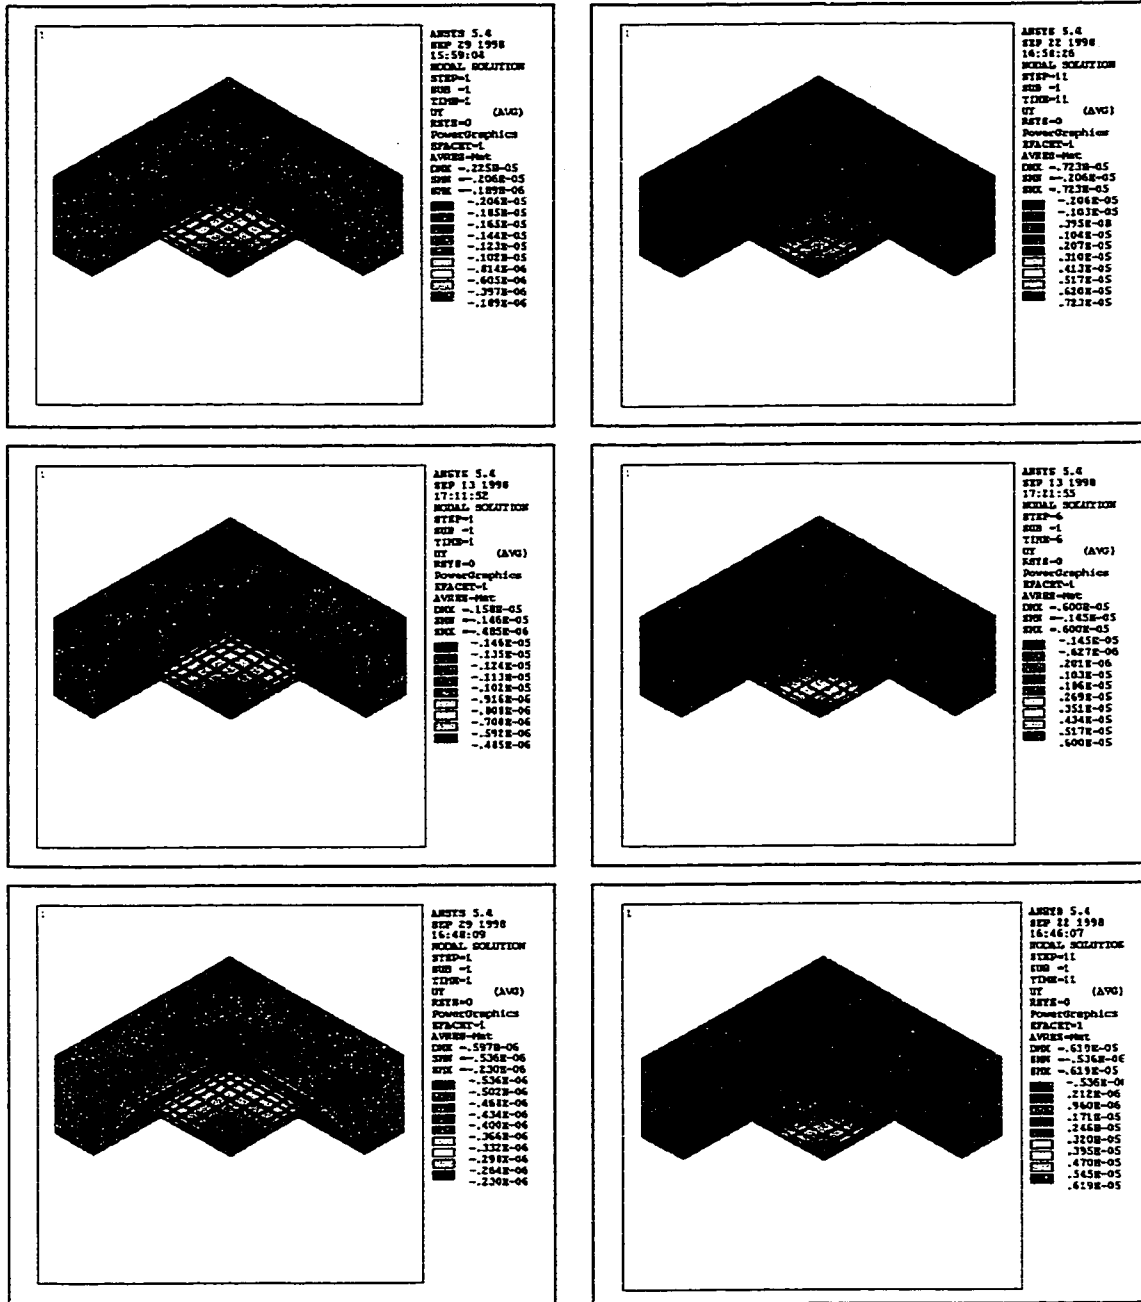 1
ANSYS 5.4
SEP 29 1998
15:59:04
NODAL SOLUTION
STEP=1
SUB =1
TIME=1
UY (AVG)
RSYS=0
PowerGraphics
EFACET=1
AVRES=Mat
DMX =.225E-05
SMN =-.206E-05
SMX =-.189E-06
-.206E-05
-.185E-05
-.165E-05
-.144E-05
-.123E-05
-.102E-05
-.814E-06
-.605E-06
-.397E-06
-.189E-06
1
ANSYS 5.4
SEP 22 1998
16:58:26
NODAL SOLUTION
STEP=11
SUB =1
TIME=11
UY (AVG)
RSYS=0
PowerGraphics
EFACET=1
AVRES=Mat
DMX =.723E-05
SMN =-.206E-05
SMX =.723E-05
-.206E-05
-.103E-05
.395E-08
.104E-05
.207E-05
.310E-05
.413E-05
.517E-05
.620E-05
.723E-05
1
ANSYS 5.4
SEP 13 1998
17:11:52
NODAL SOLUTION
STEP=1
SUB =1
TIME=1
UY (AVG)
RSYS=0
PowerGraphics
EFACET=1
AVRES=Mat
DMX =.158E-05
SMN =-.146E-05
SMX =-.485E-06
-.146E-05
-.135E-05
-.124E-05
-.113E-05
-.102E-05
-.916E-06
-.808E-06
-.700E-06
-.592E-06
-.485E-06
1
ANSYS 5.4
SEP 13 1998
17:21:55
NODAL SOLUTION
STEP=6
SUB =1
TIME=6
UY (AVG)
RSYS=0
PowerGraphics
EFACET=1
AVRES=Mat
DMX =.600E-05
SMN =-.145E-05
SMX =.600E-05
-.145E-05
-.627E-06
.201E-06
.103E-05
.186E-05
.269E-05
.351E-05
.434E-05
.517E-05
.600E-05
1
ANSYS 5.4
SEP 29 1998
16:48:09
NODAL SOLUTION
STEP=1
SUB =1
TIME=1
UY (AVG)
RSYS=0
PowerGraphics
EFACET=1
AVRES=Mat
DMX =.597E-06
SMN =-.536E-06
SMX =-.230E-06
-.536E-06
-.502E-06
-.468E-06
-.434E-06
-.400E-06
-.366E-06
-.332E-06
-.298E-06
-.264E-06
-.230E-06
1
ANSYS 5.4
SEP 22 1998
16:46:07
NODAL SOLUTION
STEP=11
SUB =1
TIME=11
UY (AVG)
RSYS=0
PowerGraphics
EFACET=1
AVRES=Mat
DMX =.619E-05
SMN =-.536E-06
SMX =.619E-05
-.536E-06
.212E-06
.960E-06
.171E-05
.246E-05
.320E-05
.395E-05
.470E-05
.545E-05
.619E-05